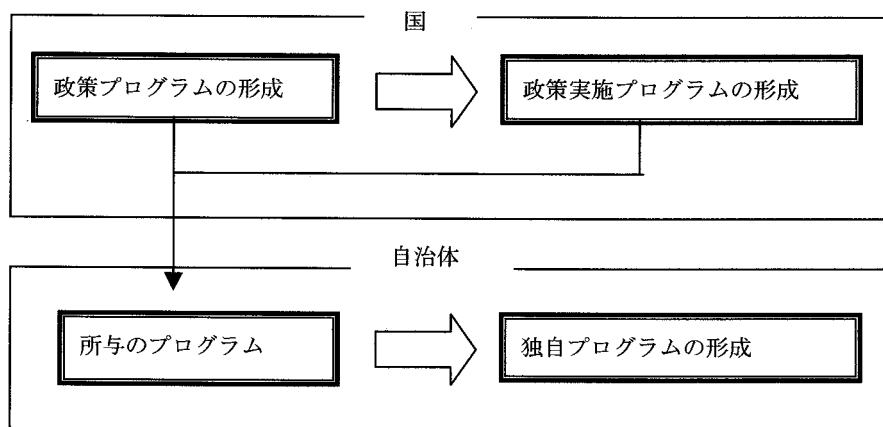 国
政策プログラムの形成
政策実施プログラムの形成
自治体
所与のプログラム
独自プログラムの形成